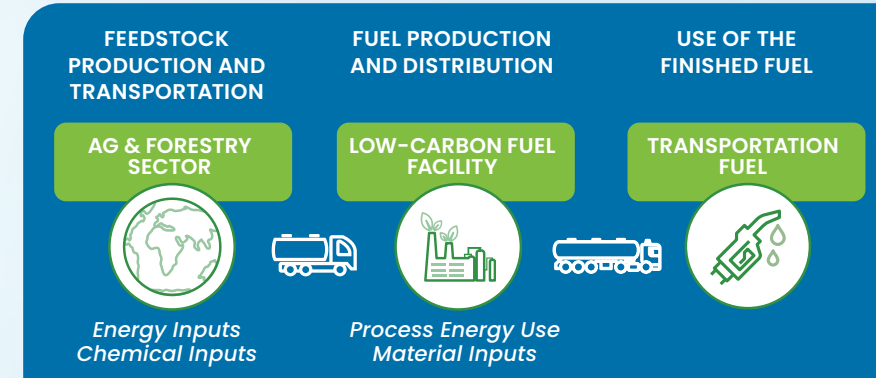 FEEDSTOCK
PRODUCTION AND
TRANSPORTATION
AG & FORESTRY
SECTOR
Energy Inputs
Chemical Inputs
FUEL PRODUCTION
AND DISTRIBUTION
LOW-CARBON FUEL
FACILITY
Process Energy Use
Material Inputs
USE OF THE
FINISHED FUEL
TRANSPORTATION
FUEL